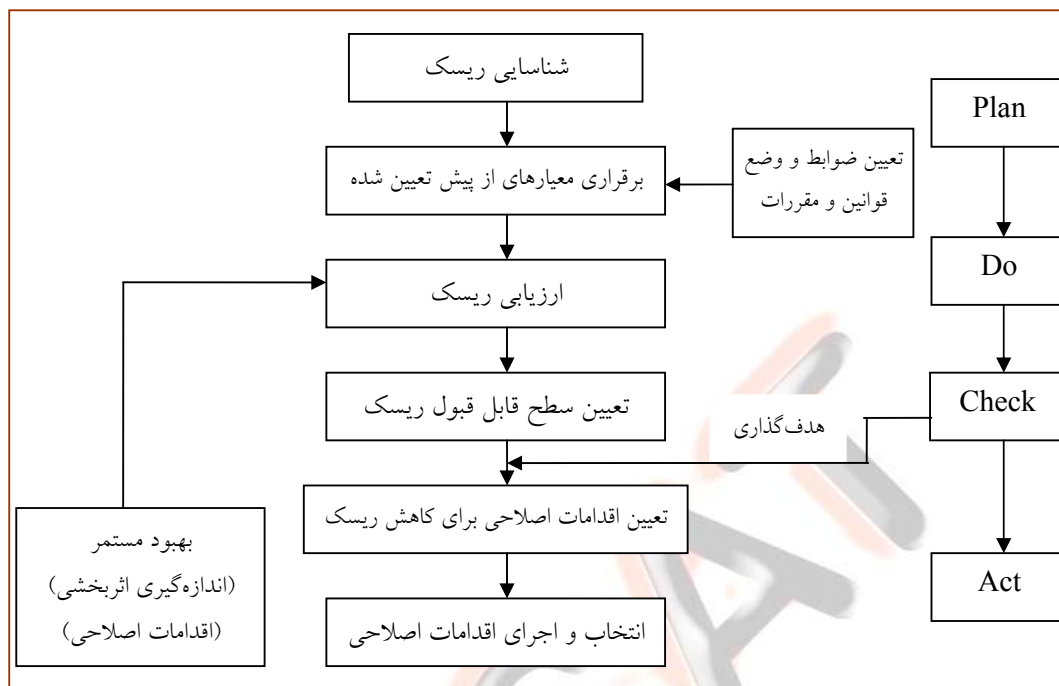 شناسایی ریسک
برقراری معیارهای از پیش تعیین شده
تعیین ضوابط و وضع
قوانین و مقررات
ارزیابی ریسک
تعیین سطح قابل قبول ریسک
هدف‌گذاری
تعیین اقدامات اصلاحی برای کاهش ریسک
انتخاب و اجرای اقدامات اصلاحی
بهبود مستمر
(اندازه‌گیری اثربخشی)
(اقدامات اصلاحی)
Plan
Do
Check
Act